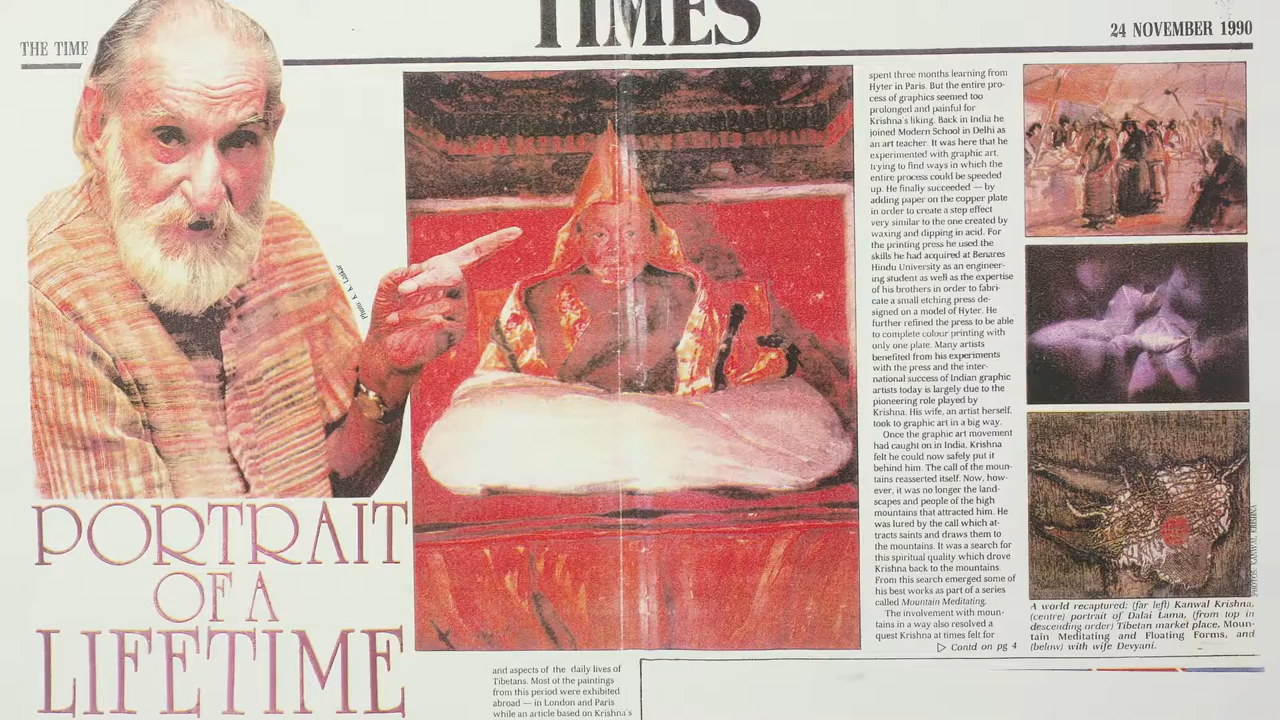 TIMES
THE TIME
24 NOVEMBER 1990
PORTRAIT
OF A
LIFETIME
and aspects of the daily lives of
Tibetans. Most of the paintings
from this period were exhibited
abroad — in London and Paris
while an article based on Krishna's
spent three months learning from
Hyter in Paris. But the entire pro-
cess of graphics seemed too
prolonged and painful for
Krishna's liking. Back in India he
joined Modern School in Delhi as
an art teacher. It was here that he
experimented with graphic art,
trying to find ways in which the
entire process could be speeded
up. He finally succeeded — by
adding paper on the copper plate
in order to create a step effect
very similar to the one created by
waxing and dipping in acid. For
the printing press he used the
skills he had acquired at Benares
Hindu University as an engineer-
ing student as well as the expertise
of his brothers in order to fabri-
cate a small etching press de-
signed on a model of Hyter. He
further refined the press to be able
to complete colour printing with
only one plate. Many artists
benefited from his experiments
with the press and the inter-
national success of Indian graphic
artists today is largely due to the
pioneering role played by
Krishna. His wife, an artist herself,
took to graphic art in a big way.
Once the graphic art movement
had caught on in India, Krishna
felt he could now safely put it
behind him. The call of the moun-
tains reasserted itself. Now, how-
ever, it was no longer the land-
scapes and people of the high
mountains that attracted him. He
was lured by the call which at-
tracts saints and draws them to
the mountains. It was a search for
this spiritual quality which drove
Krishna back to the mountains.
From this search emerged some of
his best works as part of a series
called Mountain Meditating.
The involvement with moun-
tains in a way also resolved a
quest Krishna at times felt for
▷ Contd on pg 4
PHOTOS: KANWAL KRISHNA
A world recaptured: (far left) Kanwal Krishna,
(centre) portrait of Dalai Lama, (from top in
descending order) Tibetan market place, Moun-
tain Meditating and Floating Forms, and
(below) with wife Devyani.